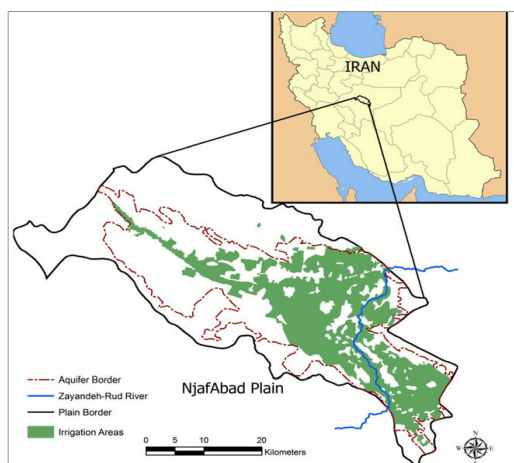 IRAN
NjafAbad Plain
Aquifer Border
Zayandeh-Rud River
Plain Border
Irrigation Areas
0 5 10 20
Kilometers
N
W E
S